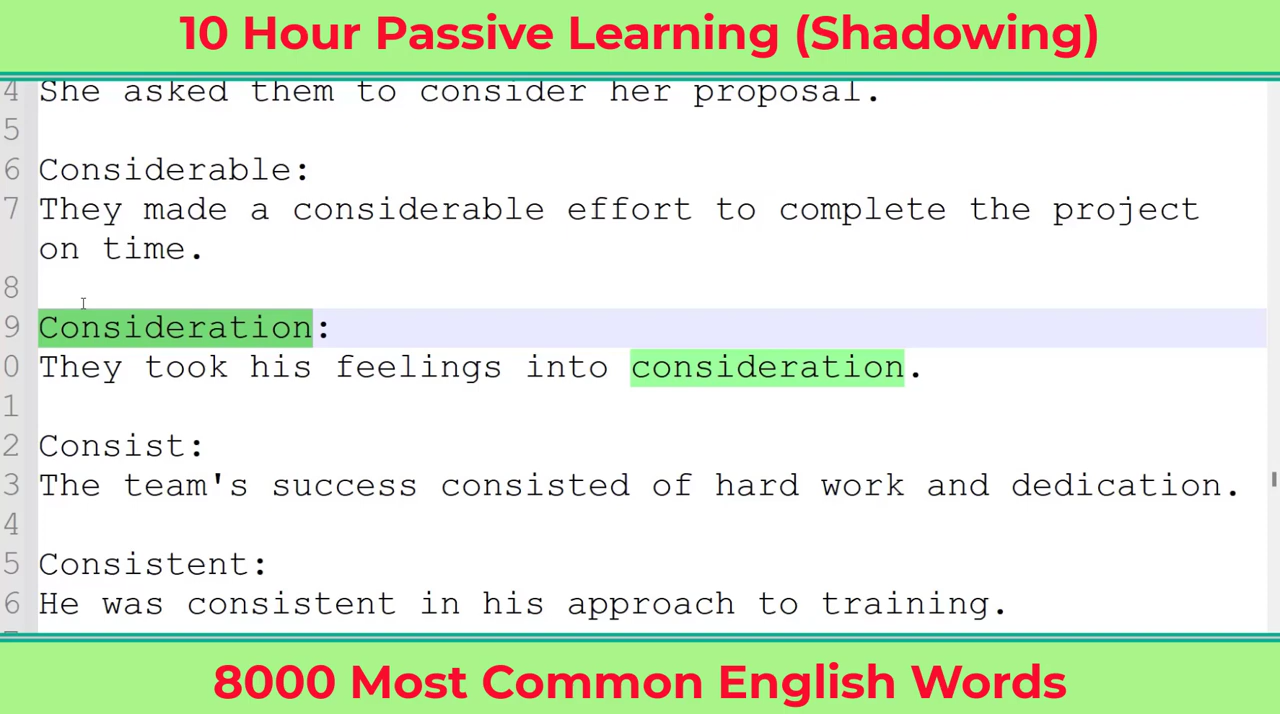 10 Hour Passive Learning (Shadowing)
4 She asked them to consider her proposal.
5
6 Considerable:
7 They made a considerable effort to complete the project
on time.
8
9 Consideration:
0 They took his feelings into consideration.
1
2 Consist:
3 The team's success consisted of hard work and dedication.
4
5 Consistent:
6 He was consistent in his approach to training.
8000 Most Common English Words